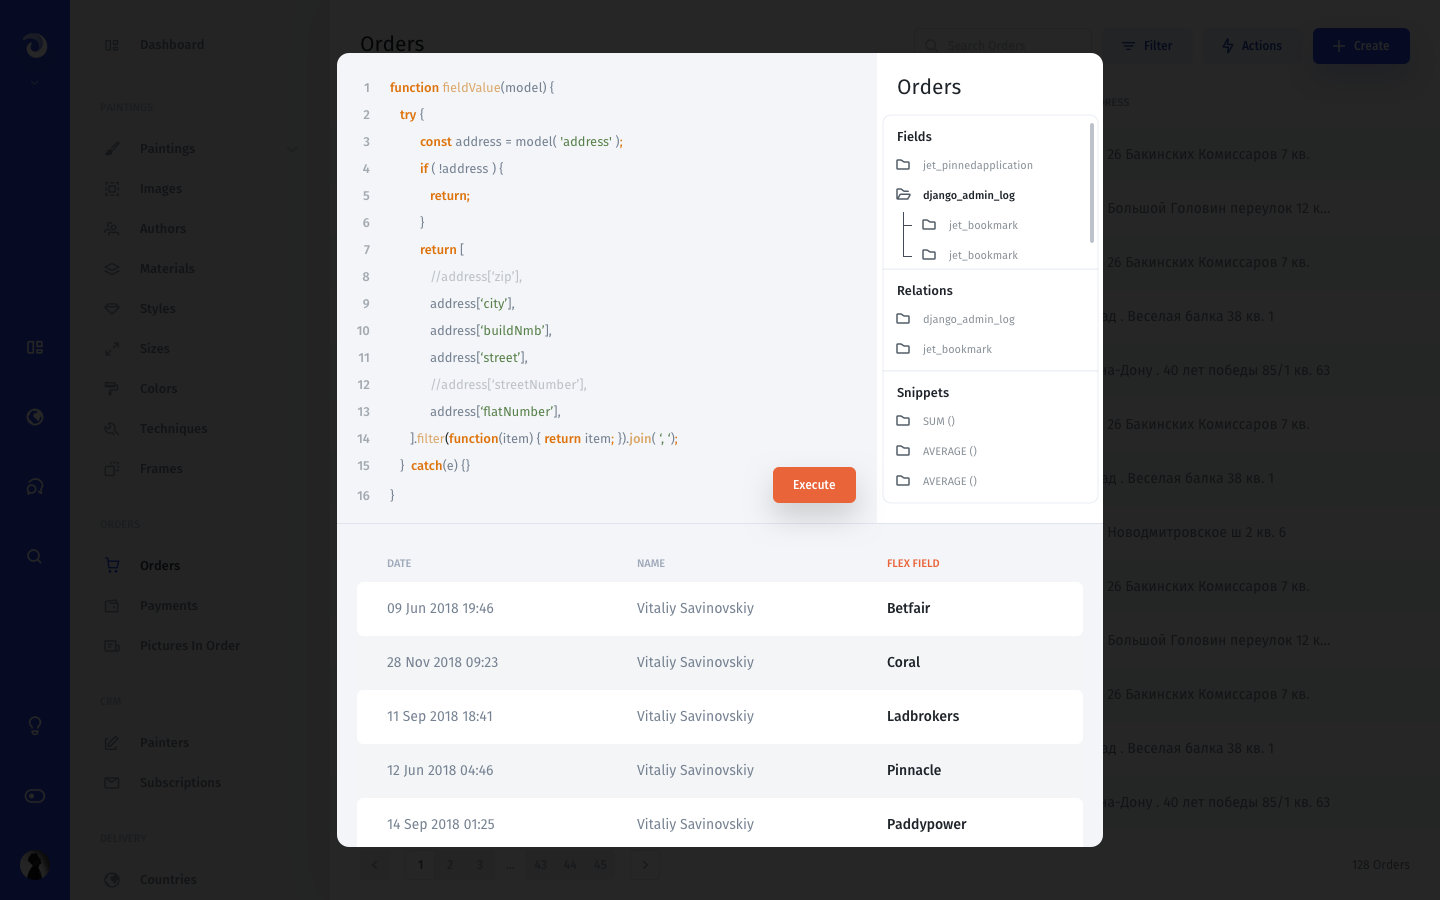 Dashboard
PAINTINGS
Paintings
Images
Authors
Materials
Styles
Sizes
Colors
Techniques
Frames
ORDERS
Orders
Payments
Pictures In Order
CRM
Painters
Subscriptions
DELIVERY
Countries
Orders
Search Orders
Filter
Actions
Create
1 function fieldValue(model) {
2 try {
3 const address = model( 'address' );
4 if ( !address ) {
5 return;
6 }
7 return [
8 //address['zip'],
9 address['city'],
10 address['buildNmb'],
11 address['street'],
12 //address['streetNumber'],
13 address['flatNumber'],
14 ].filter(function(item) { return item; }).join( ', ');
15 } catch(e) {}
16 }
Execute
Orders
Fields
jet_pinnedapplication
django_admin_log
jet_bookmark
jet_bookmark
Relations
django_admin_log
jet_bookmark
Snippets
SUM ()
AVERAGE ()
AVERAGE ()
DATE NAME FLEX FIELD
09 Jun 2018 19:46 Vitaliy Savinovskiy Betfair
28 Nov 2018 09:23 Vitaliy Savinovskiy Coral
11 Sep 2018 18:41 Vitaliy Savinovskiy Ladbrokers
12 Jun 2018 04:46 Vitaliy Savinovskiy Pinnacle
14 Sep 2018 01:25 Vitaliy Savinovskiy Paddypower
26 Бакинских Комиссаров 7 кв.
Большой Головин переулок 12 к...
26 Бакинских Комиссаров 7 кв.
. Веселая балка 38 кв. 1
. 40 лет победы 85/1 кв. 63
26 Бакинских Комиссаров 7 кв.
. Веселая балка 38 кв. 1
Новодмитровское ш 2 кв. 6
26 Бакинских Комиссаров 7 кв.
Большой Головин переулок 12 к...
26 Бакинских Комиссаров 7 кв.
. Веселая балка 38 кв. 1
. 40 лет победы 85/1 кв. 63
1 2 3 ... 43 44 45
128 Orders